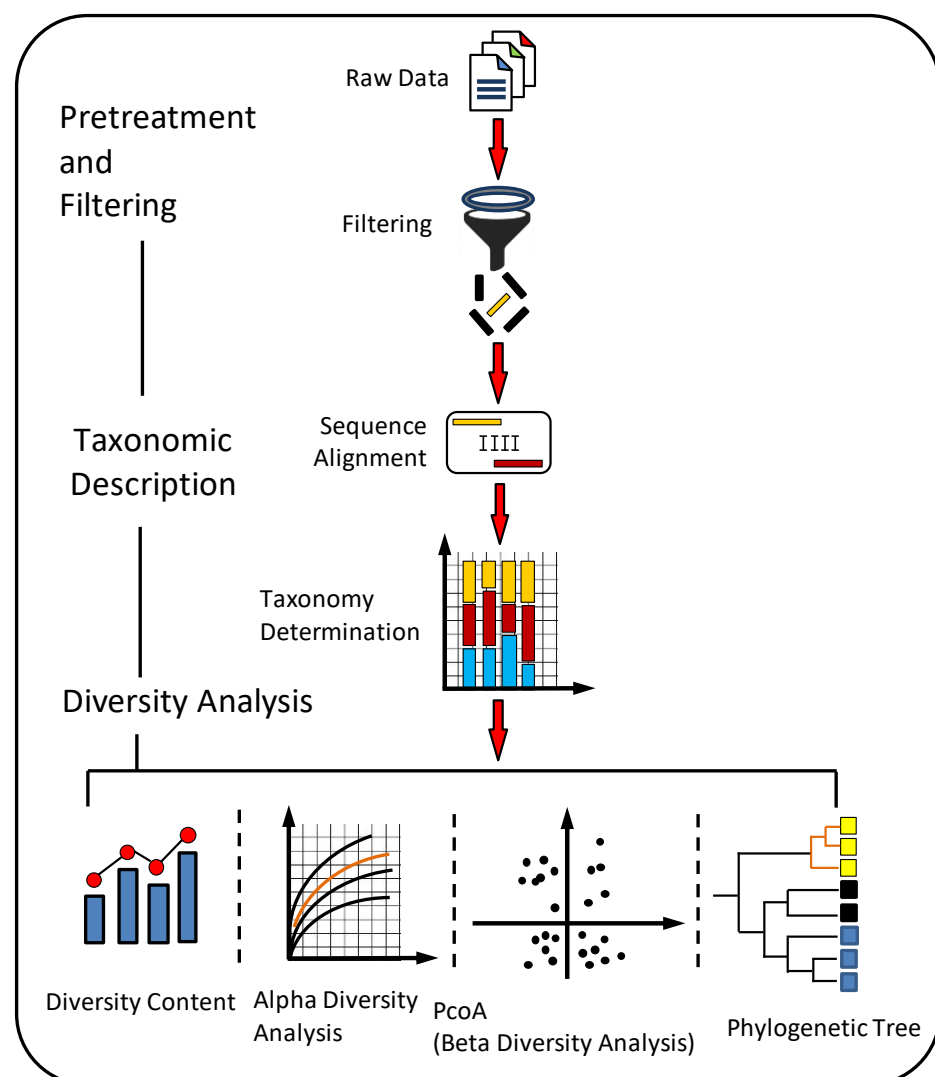 Raw Data
Pretreatment
and
Filtering
Filtering
Sequence
Alignment
IIII
Taxonomic
Description
Taxonomy
Determination
Diversity Analysis
Diversity Content
Alpha Diversity
Analysis
PcoA
(Beta Diversity Analysis)
Phylogenetic Tree